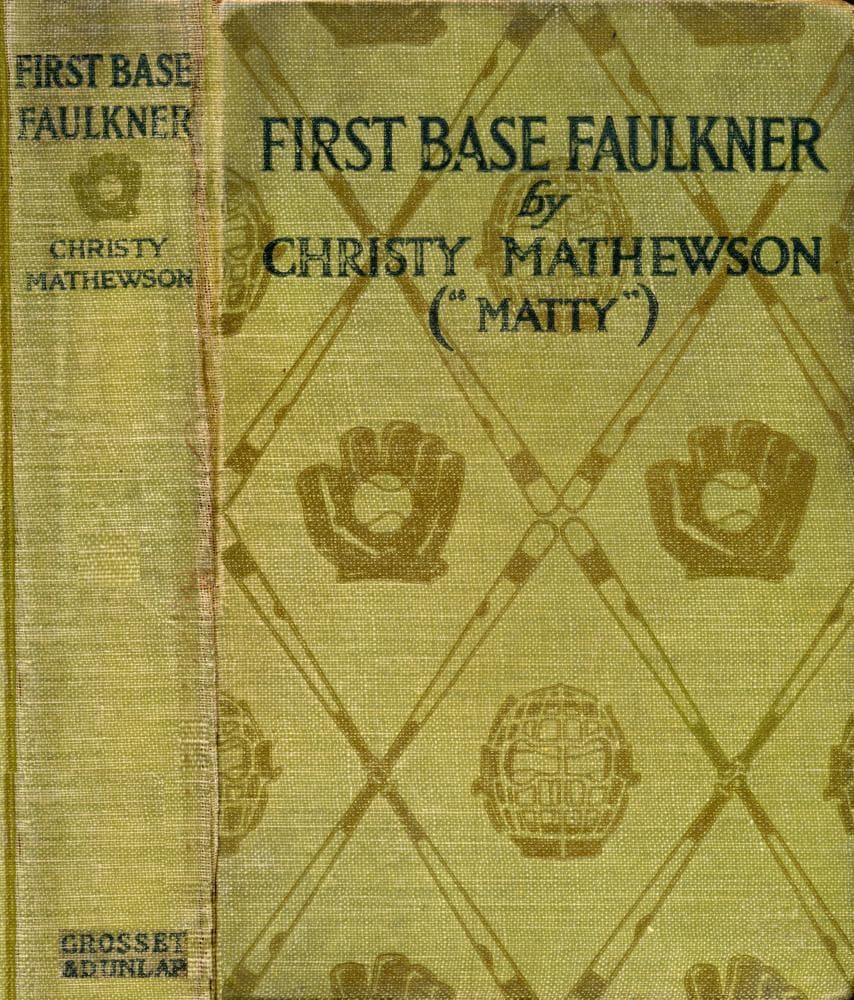 FIRST BASE
FAULKNER
CHRISTY
MATHEWSON
GROSSET
& DUNLAP
FIRST BASE FAULKNER
by
CHRISTY MATHEWSON
("MATTY")